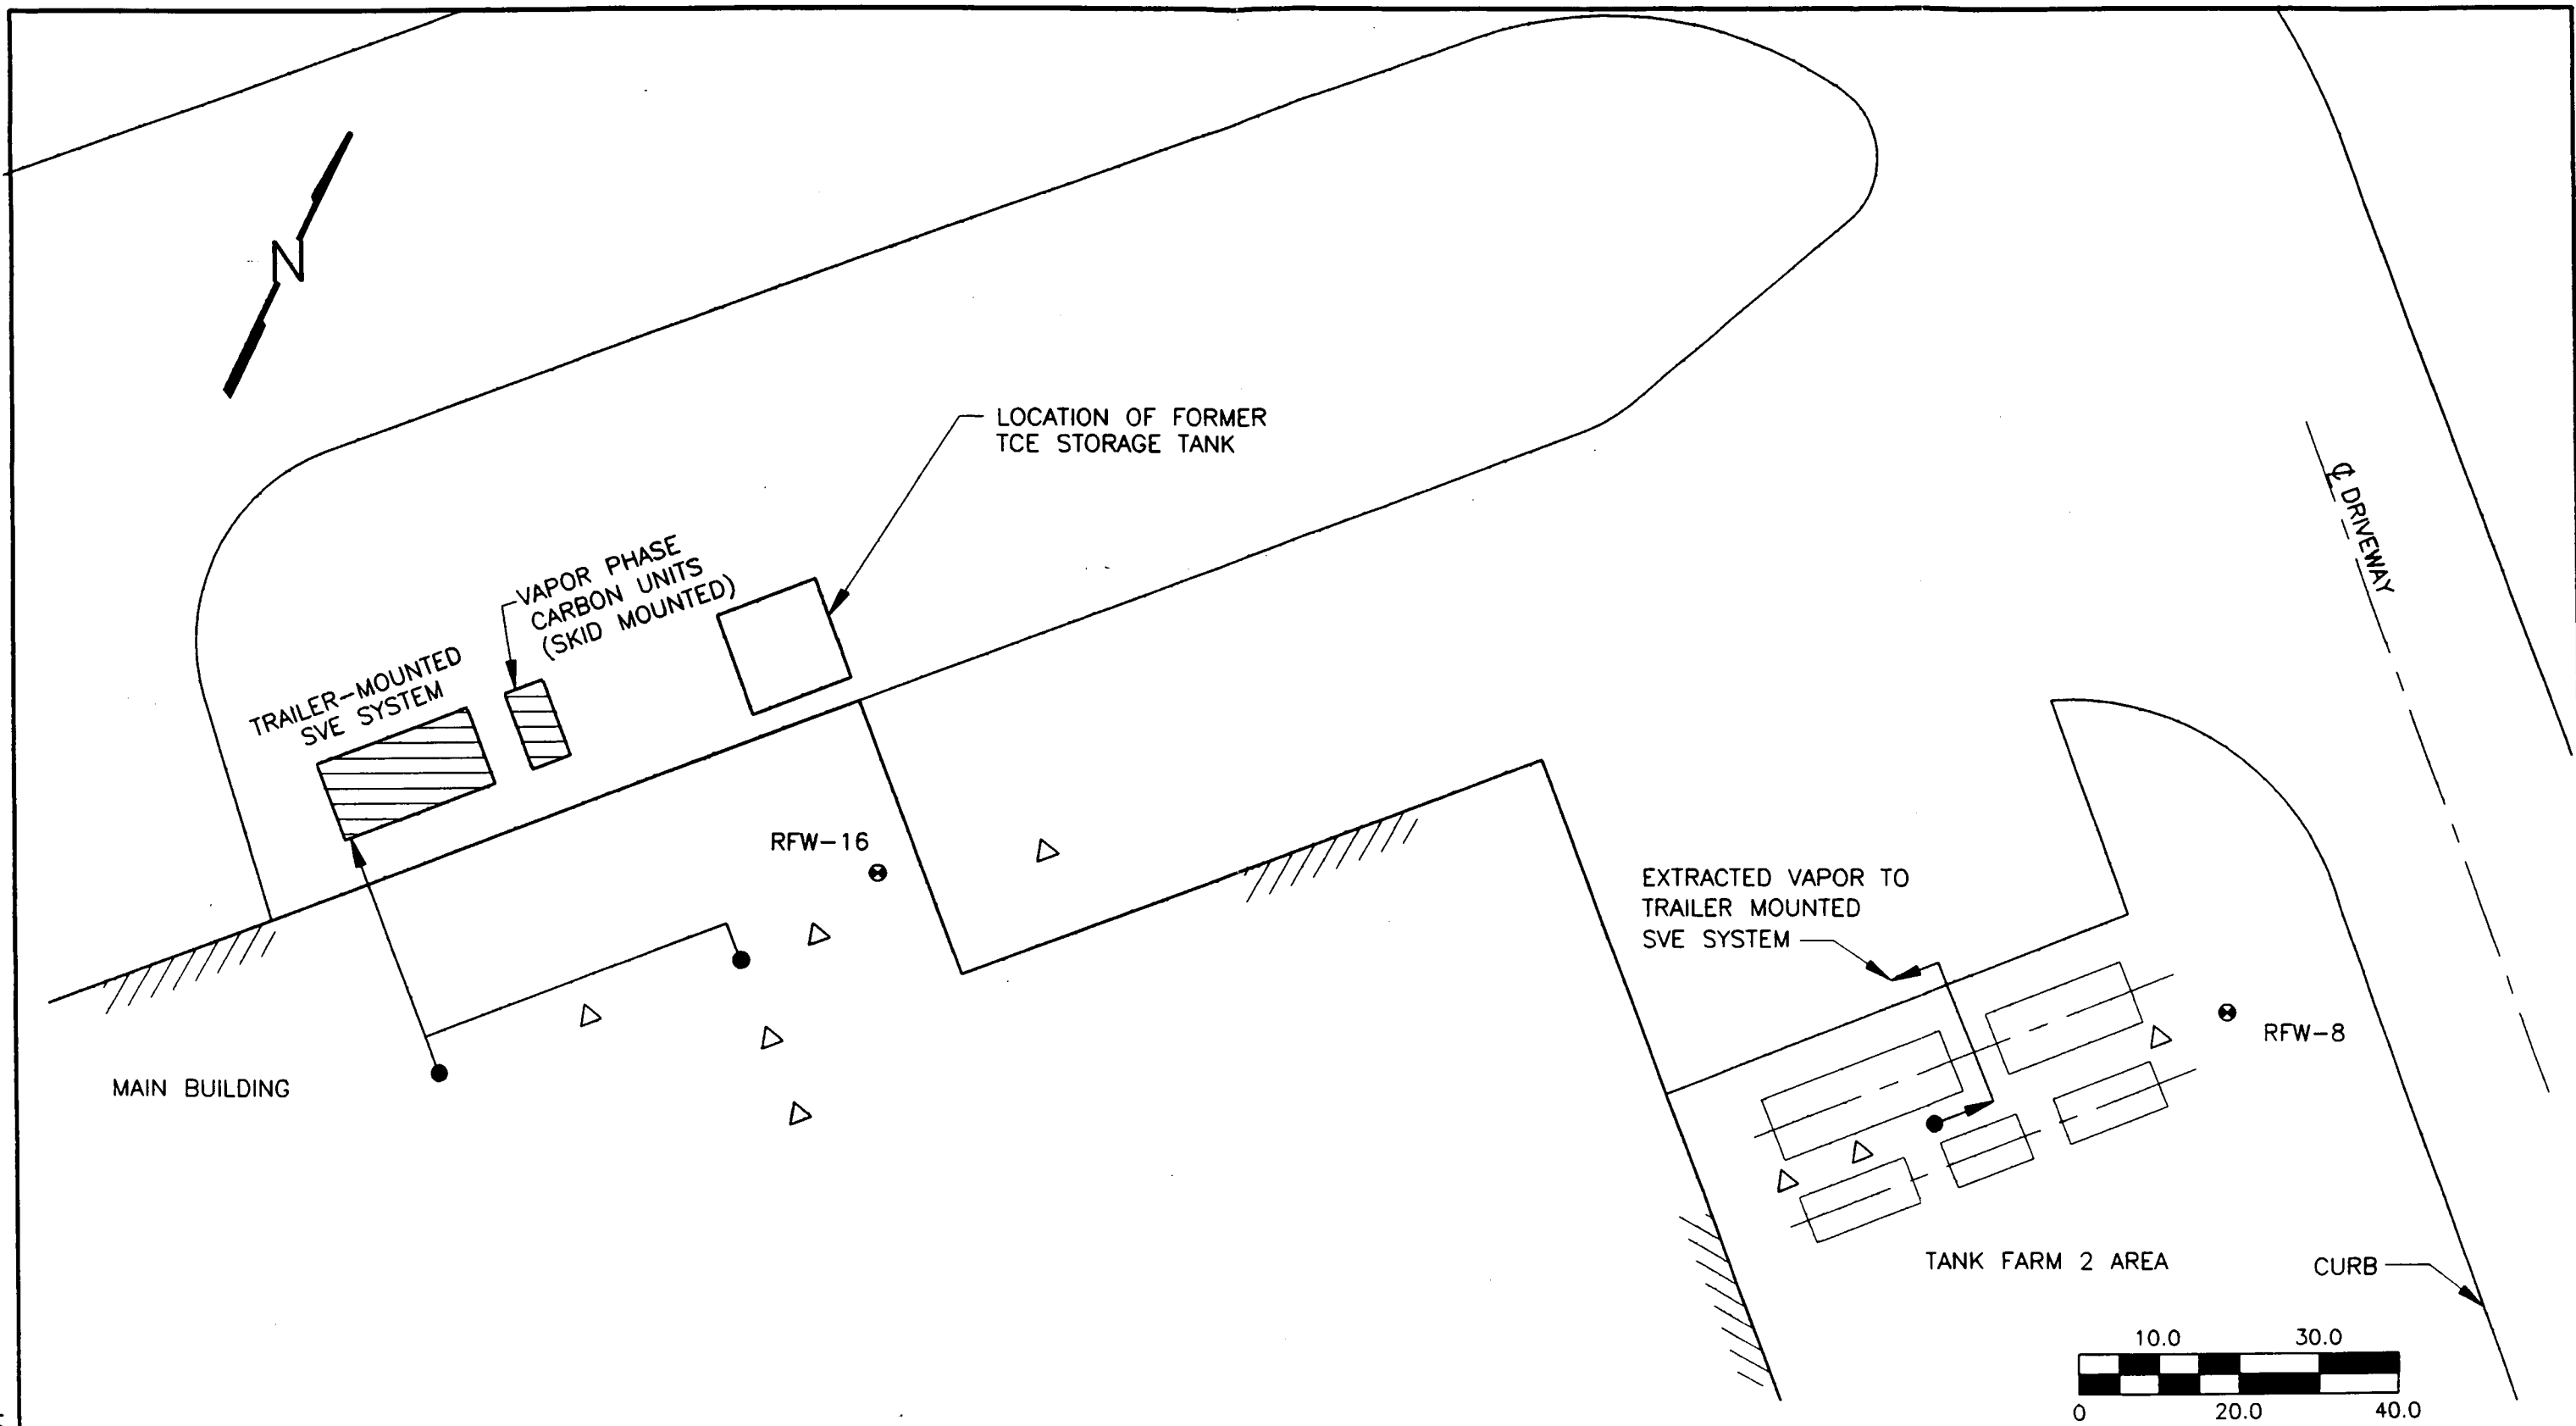 N
LOCATION OF FORMER
TCE STORAGE TANK
℄ DRIVEWAY
VAPOR PHASE
CARBON UNITS
(SKID MOUNTED)
TRAILER-MOUNTED
SVE SYSTEM
RFW-16
EXTRACTED VAPOR TO
TRAILER MOUNTED
SVE SYSTEM
RFW-8
MAIN BUILDING
TANK FARM 2 AREA
CURB
10.0 30.0
0 20.0 40.0